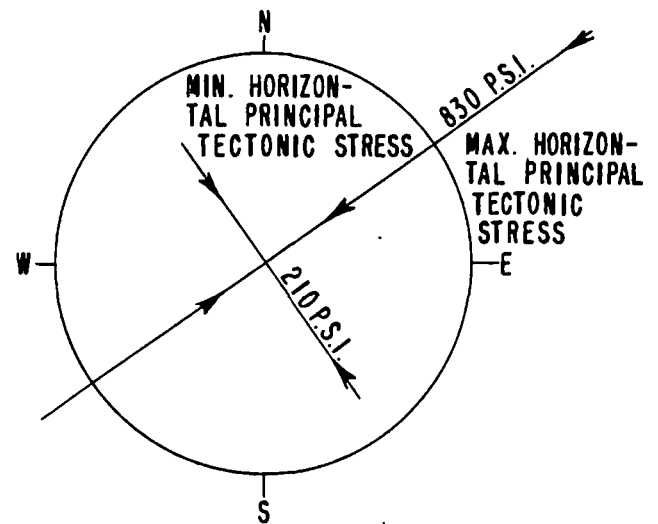 N
MIN. HORIZON-
TAL PRINCIPAL
TECTONIC STRESS
830 P.S.I.
MAX. HORIZON-
TAL PRINCIPAL
TECTONIC
STRESS
W
E
210 P.S.I.
S